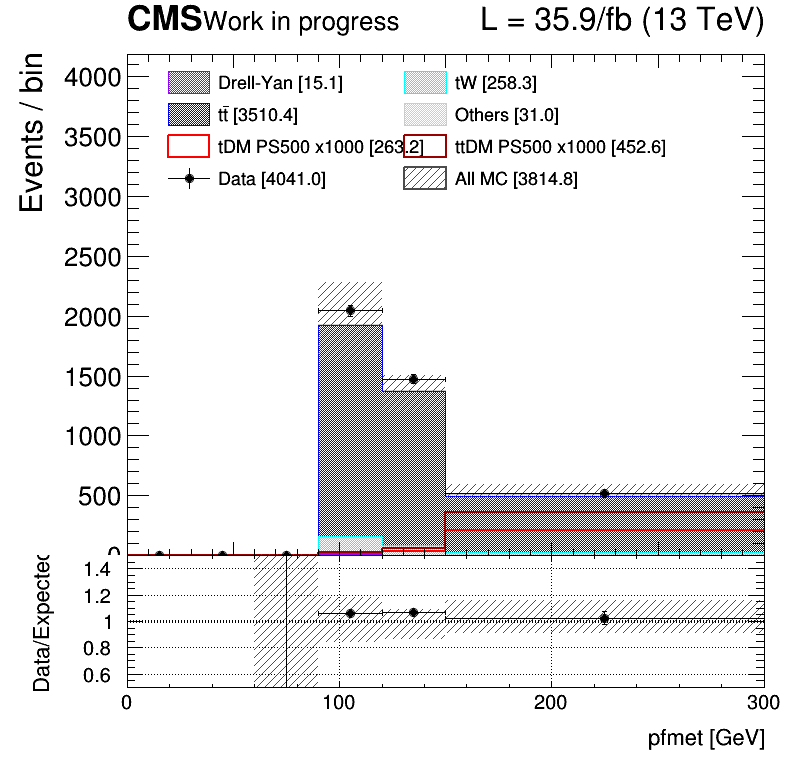 CMS Work in progress L = 35.9/fb (13 TeV)
Events / bin
4000
3500
3000
2500
2000
1500
1000
500
0
Drell-Yan [15.1] tW [258.3]
tt̄ [3510.4] Others [31.0]
tDM PS500 x1000 [263.2] ttDM PS500 x1000 [452.6]
Data [4041.0] All MC [3814.8]
Data/Expected
1.4
1.2
1
0.8
0.6
0 100 200 300
pfmet [GeV]